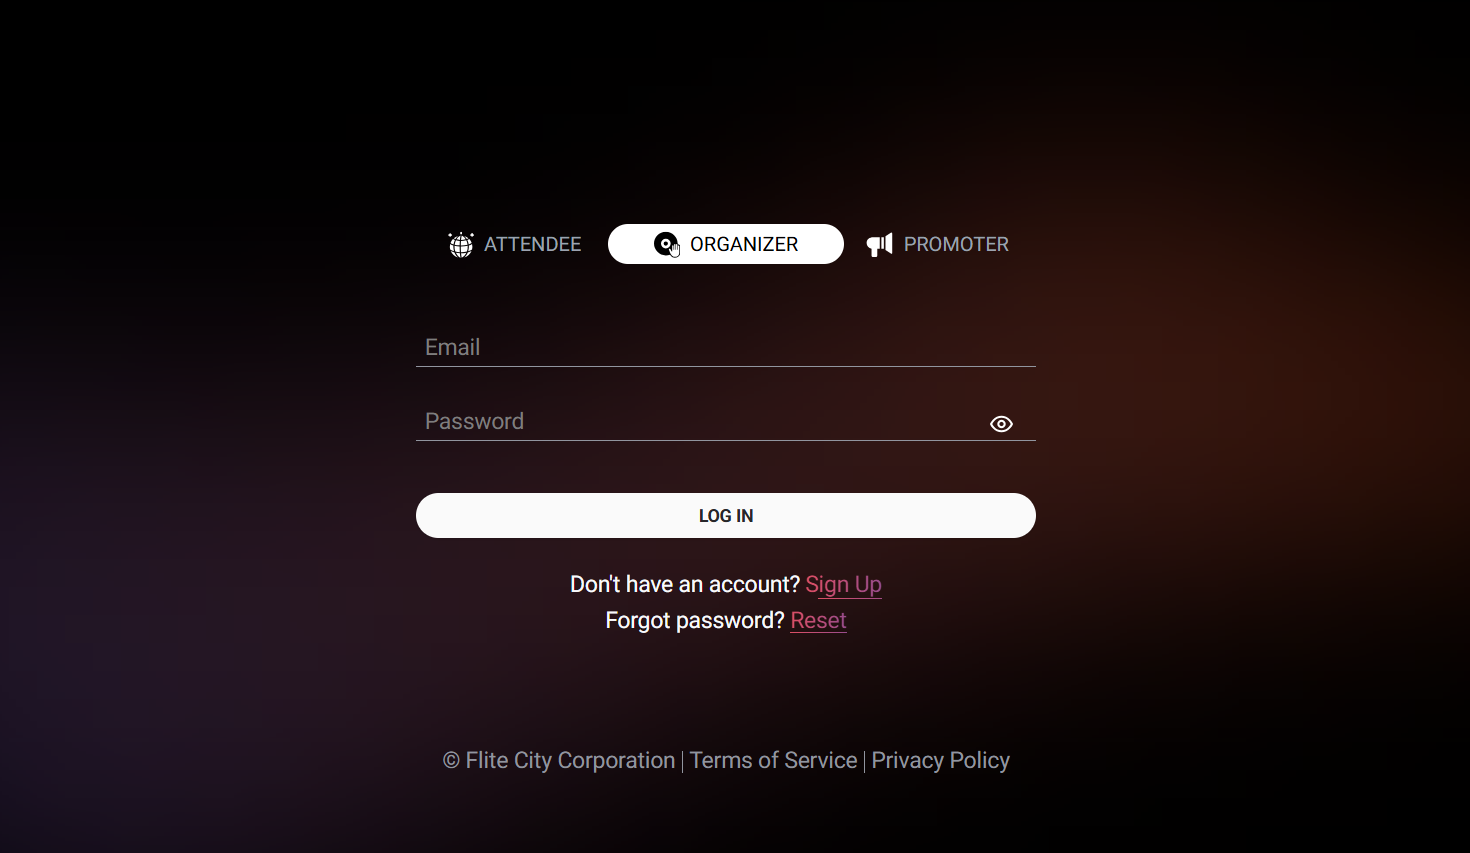 ATTENDEE ORGANIZER PROMOTER
Email
Password
LOG IN
Don't have an account? Sign Up
Forgot password? Reset
© Flite City Corporation | Terms of Service | Privacy Policy